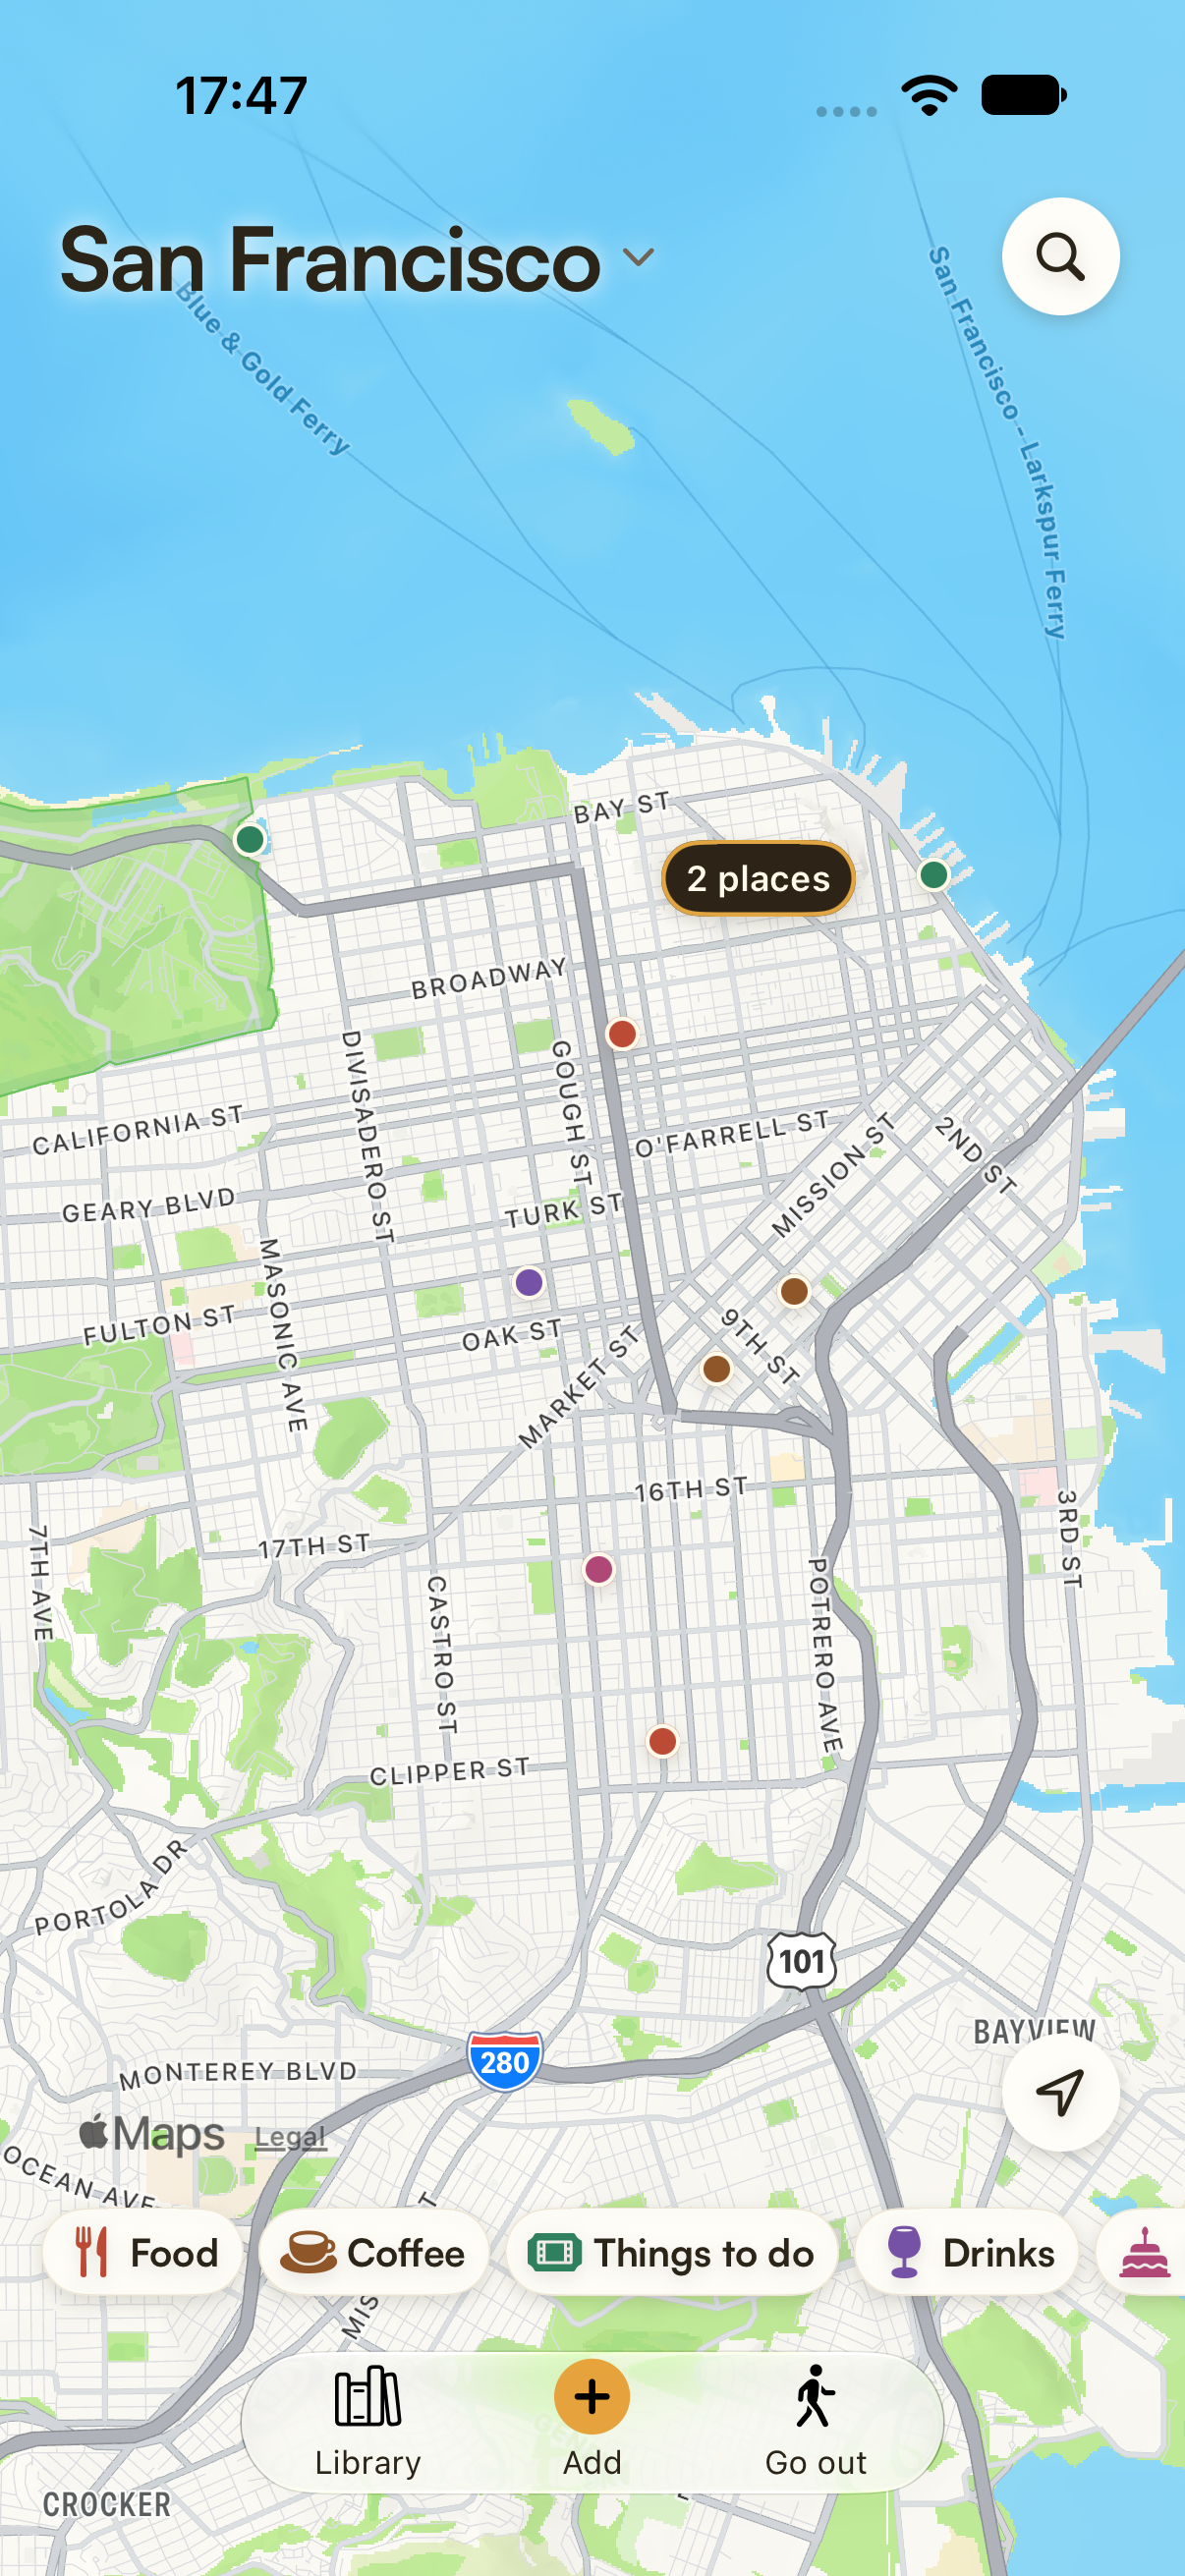 17:47
San Francisco
Blue & Gold Ferry
San Francisco - Larkspur Ferry
BAY ST
2 places
BROADWAY
DIVISADERO ST
GOUGH ST
CALIFORNIA ST
O'FARRELL ST
MISSION ST
2ND ST
GEARY BLVD
TURK ST
MASONIC AVE
FULTON ST
OAK ST
9TH ST
MARKET ST
16TH ST
3RD ST
7TH AVE
17TH ST
CASTRO ST
POTRERO AVE
CLIPPER ST
PORTOLA DR
101
BAYVIEW
280
MONTEREY BLVD
Maps Legal
OCEAN AVE
Food Coffee Things to do Drinks
Library Add Go out
CROCKER